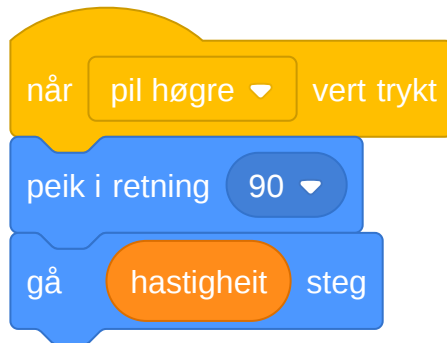 når pil høgre vert trykt
peik i retning 90
gå hastigheit steg